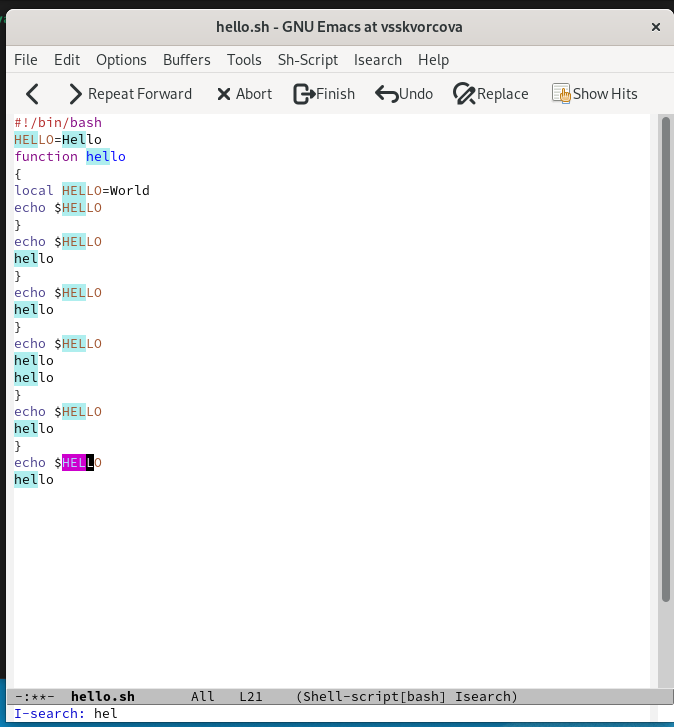 hello.sh - GNU Emacs at vsskvorcova ×
File Edit Options Buffers Tools Sh-Script Isearch Help
Repeat Forward Abort Finish Undo Replace Show Hits
#!/bin/bash
HELLO=Hello
function hello
{
local HELLO=World
echo $HELLO
}
echo $HELLO
hello
}
echo $HELLO
hello
}
echo $HELLO
hello
hello
}
echo $HELLO
hello
}
echo $HELLO
hello
-:**- hello.sh All L21 (Shell-script[bash] Isearch)
I-search: hel